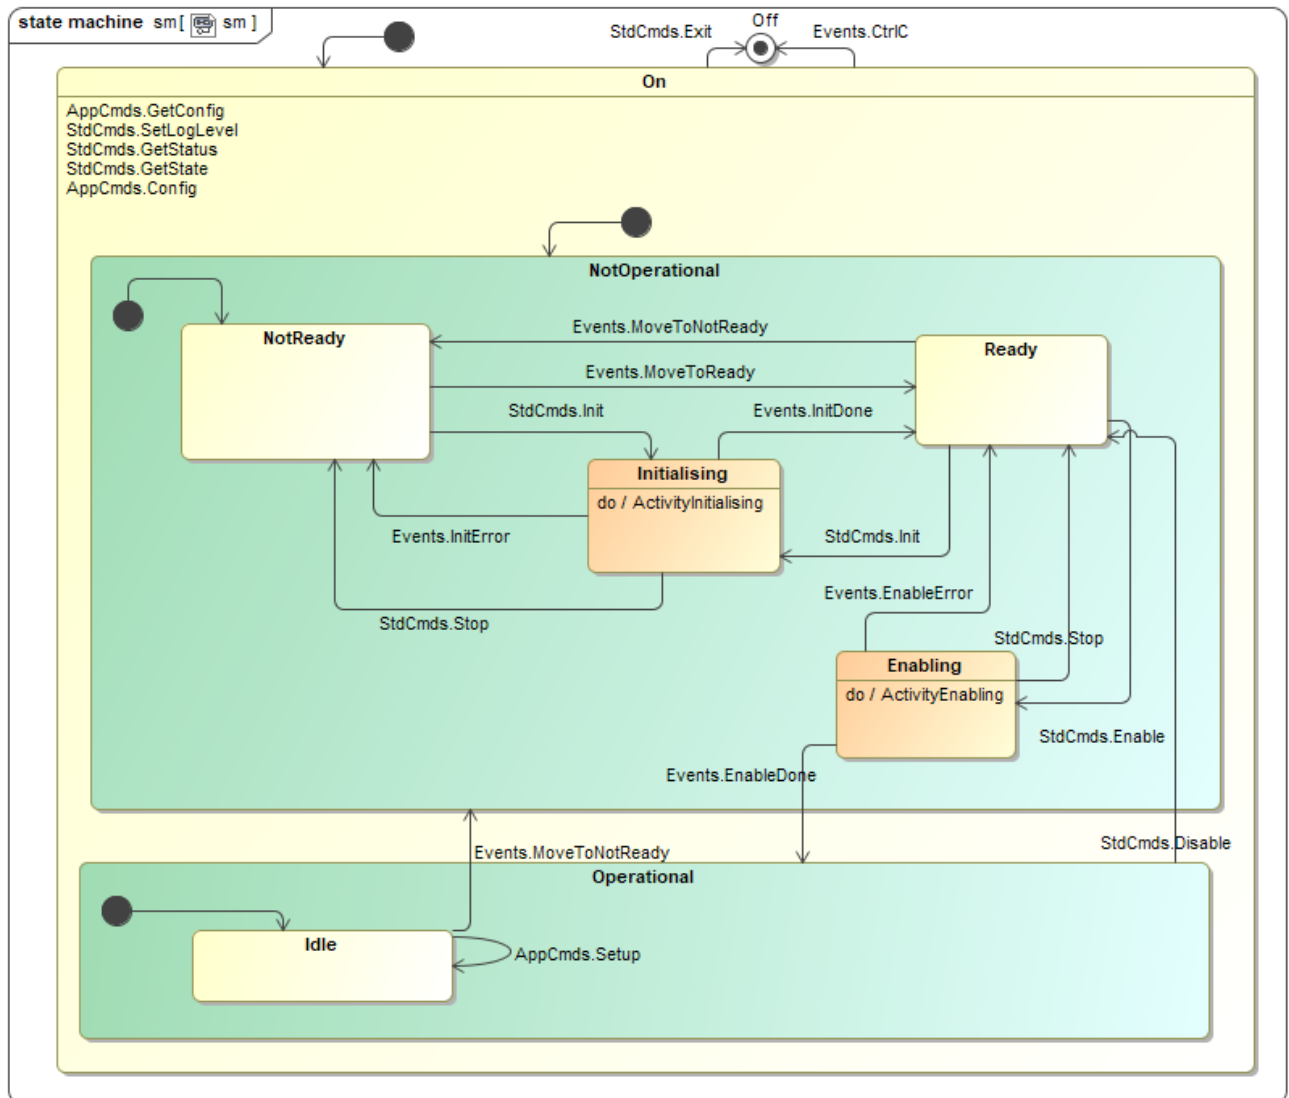 state machine sm[ sm ]
Off
StdCmds.Exit
Events.CtrlC
On
AppCmds.GetConfig
StdCmds.SetLogLevel
StdCmds.GetStatus
StdCmds.GetState
AppCmds.Config
NotOperational
NotReady
Events.MoveToNotReady
Ready
Events.MoveToReady
StdCmds.Init
Events.InitDone
Initialising
do / ActivityInitialising
Events.InitError
StdCmds.Init
Events.EnableError
StdCmds.Stop
StdCmds.Stop
Enabling
do / ActivityEnabling
StdCmds.Enable
Events.EnableDone
StdCmds.Disable
Events.MoveToNotReady
Operational
Idle
AppCmds.Setup